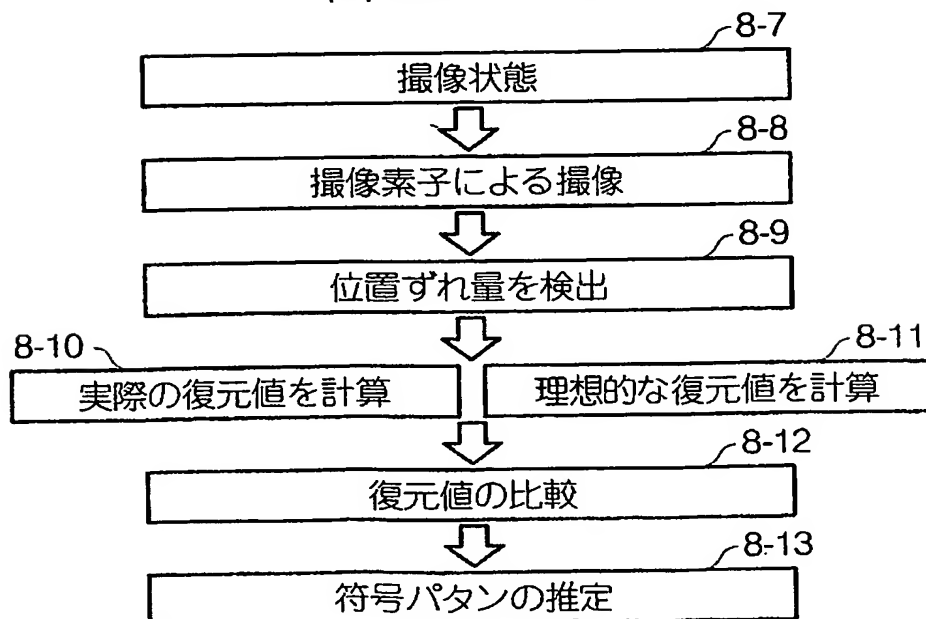 8-7
撮像状態
8-8
撮像素子による撮像
8-9
位置ずれ量を検出
8-10
8-11
実際の復元値を計算
理想的な復元値を計算
8-12
復元値の比較
8-13
符号パタンの推定